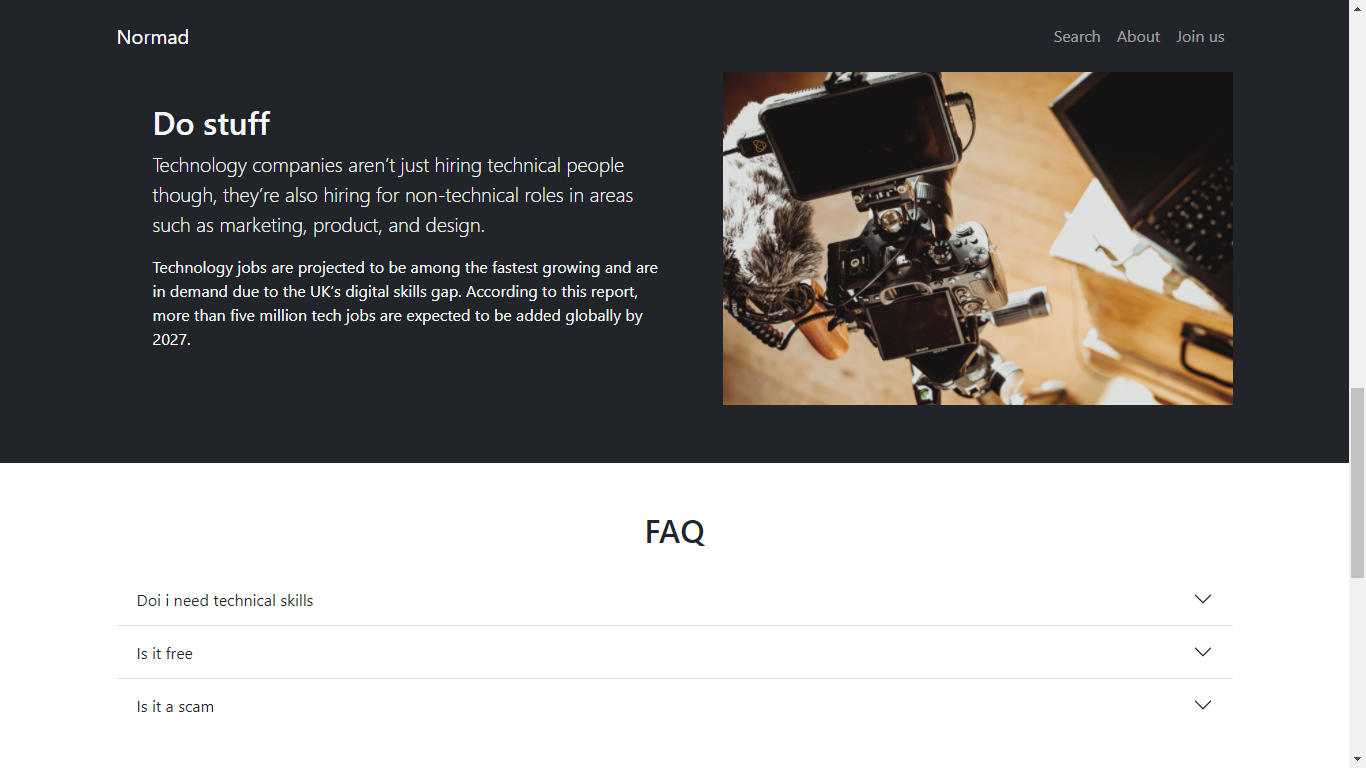 Normad
Search About Join us
Do stuff
Technology companies aren’t just hiring technical people
though, they’re also hiring for non-technical roles in areas
such as marketing, product, and design.
Technology jobs are projected to be among the fastest growing and are
in demand due to the UK’s digital skills gap. According to this report,
more than five million tech jobs are expected to be added globally by
2027.
FAQ
Doi i need technical skills
Is it free
Is it a scam